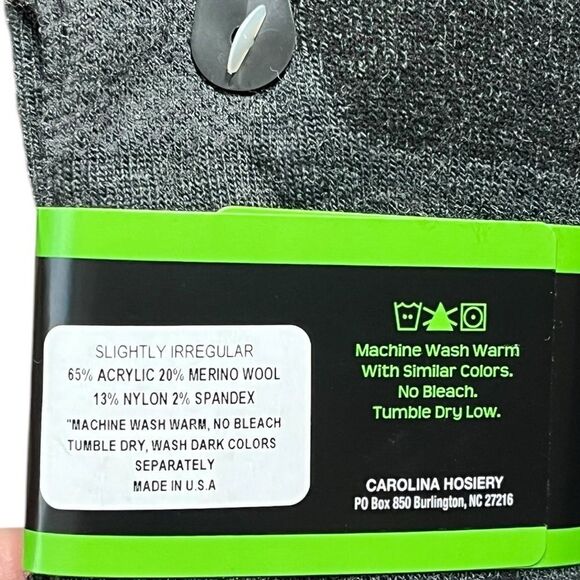 SLIGHTLY IRREGULAR
65% ACRYLIC 20% MERINO WOOL
13% NYLON 2% SPANDEX
"MACHINE WASH WARM, NO BLEACH
TUMBLE DRY, WASH DARK COLORS
SEPARATELY
MADE IN U.S.A
Machine Wash Warm
With Similar Colors.
No Bleach.
Tumble Dry Low.
CAROLINA HOSIERY
PO Box 850 Burlington, NC 27216